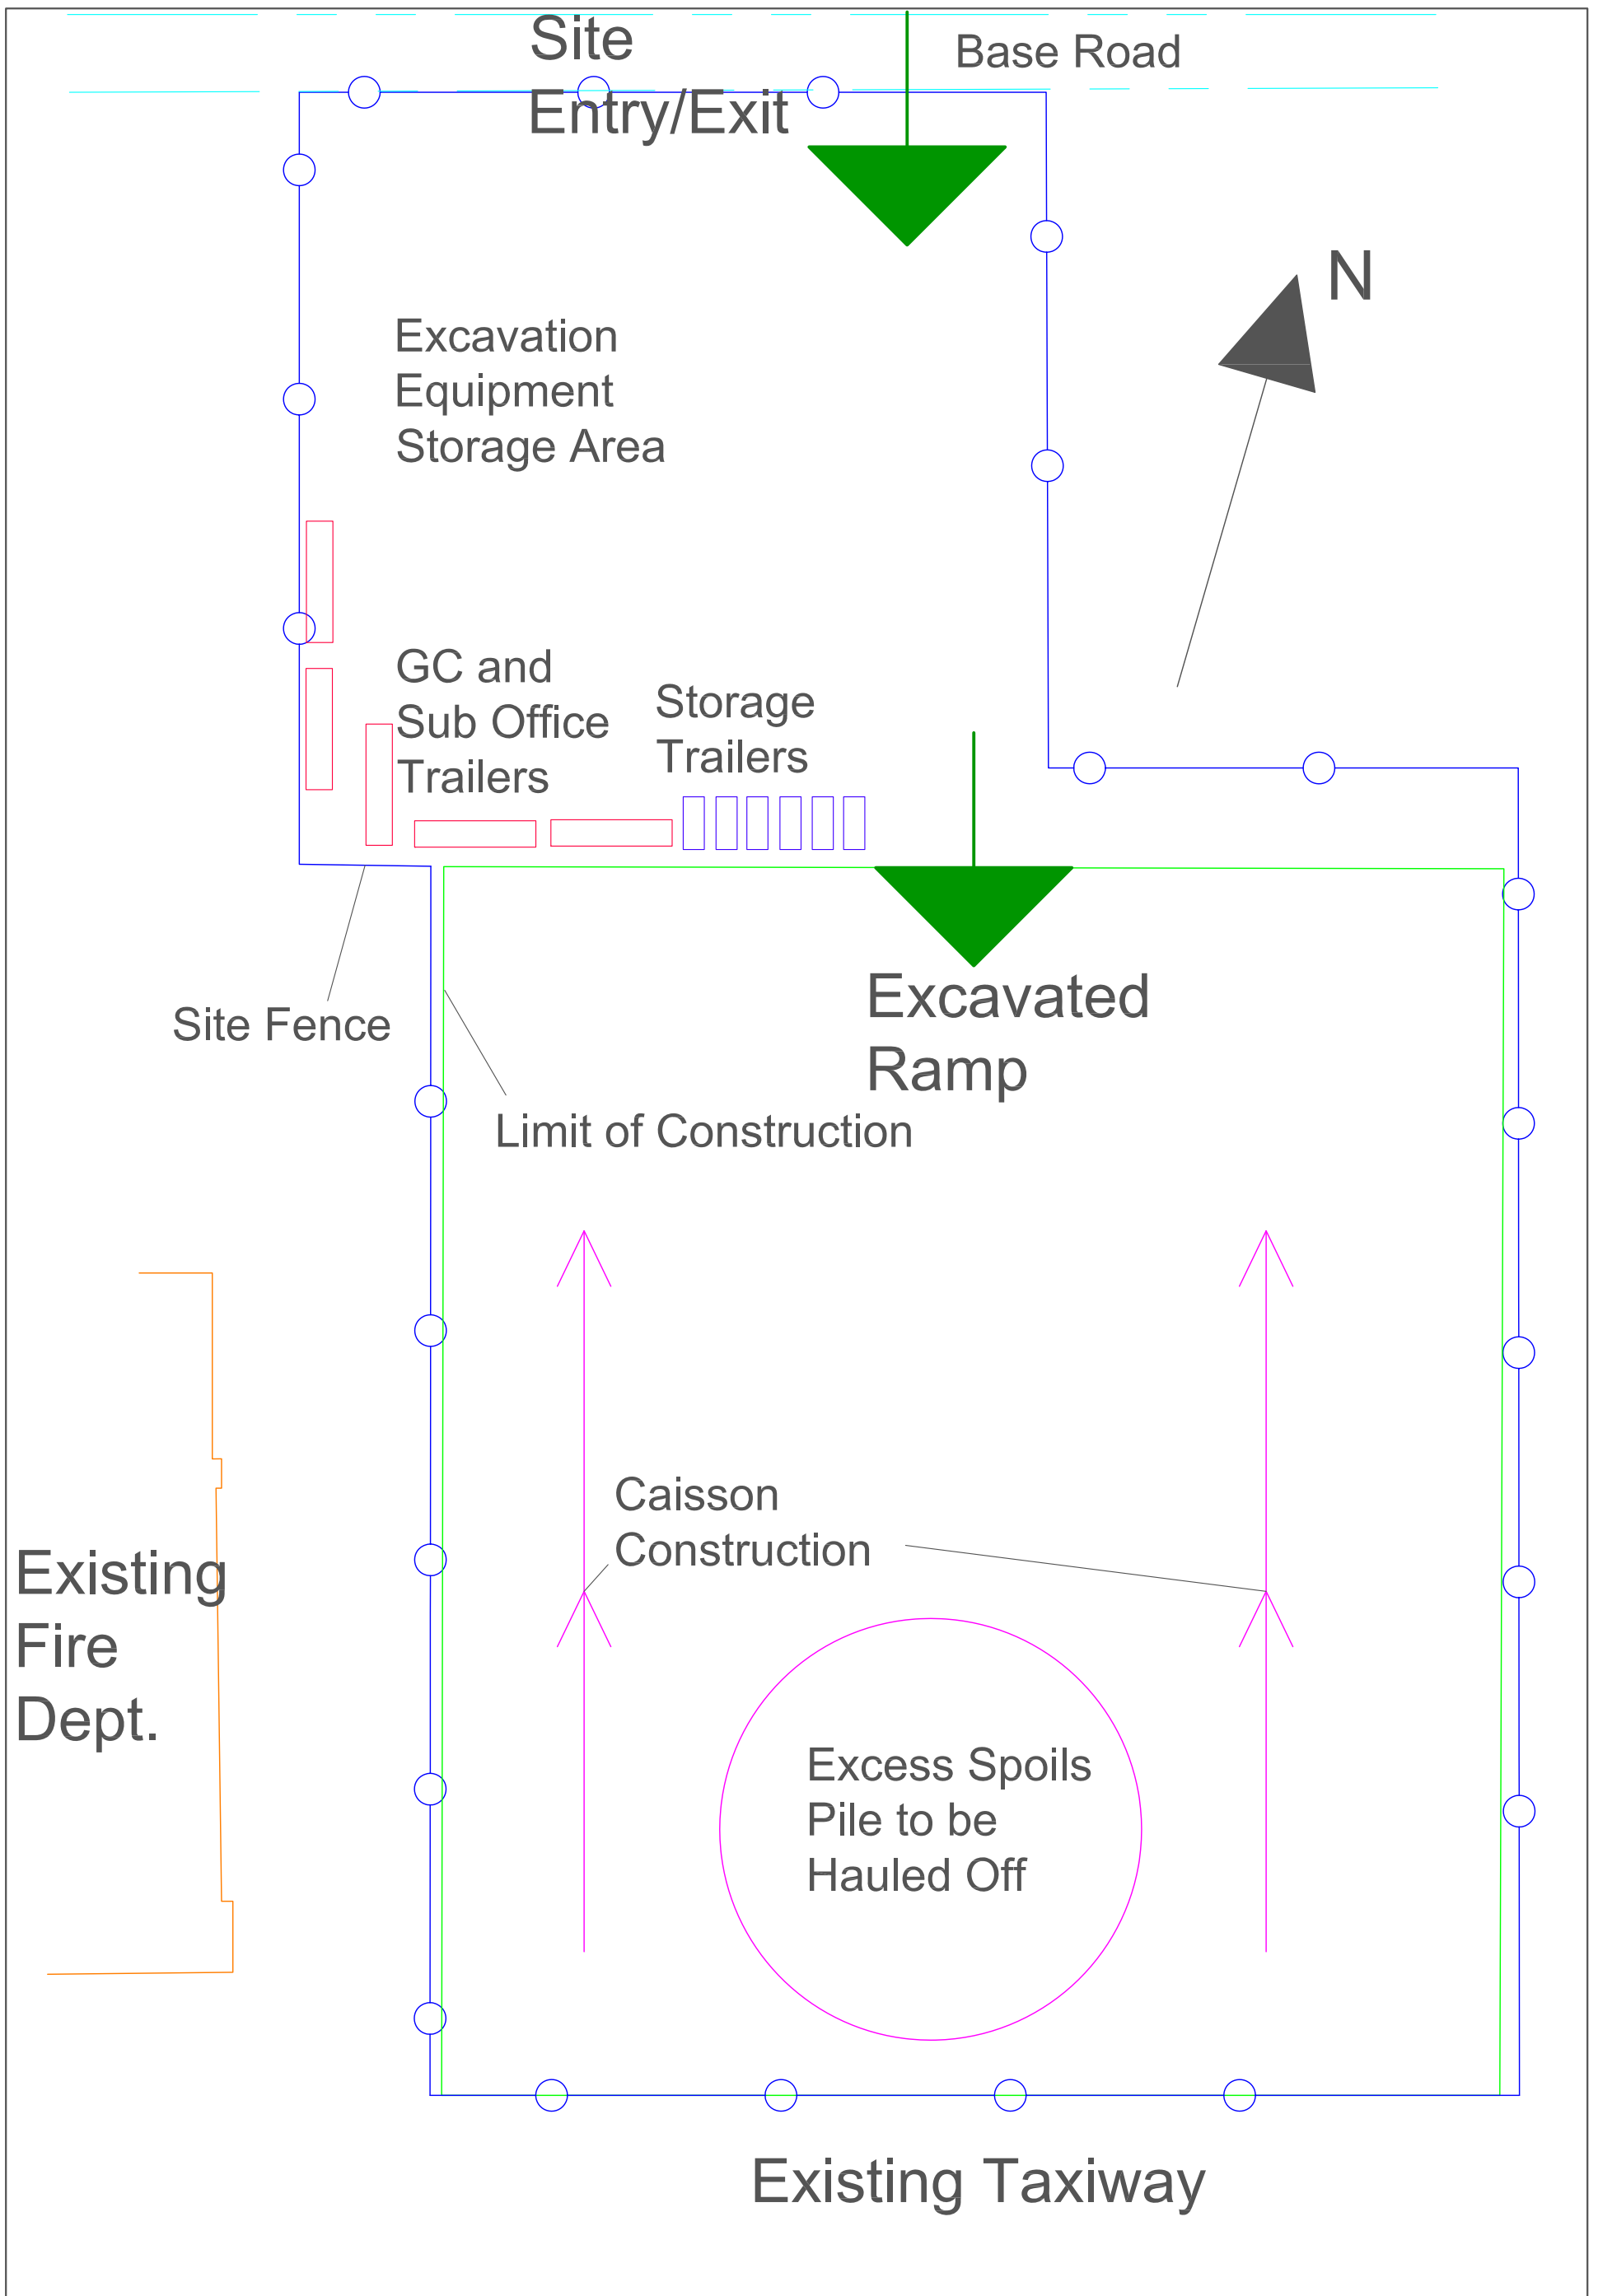 Site
Entry/Exit
Base Road
N
Excavation
Equipment
Storage Area
GC and
Sub Office
Trailers
Storage
Trailers
Site Fence
Excavated
Ramp
Limit of Construction
Caisson
Construction
Existing
Fire
Dept.
Excess Spoils
Pile to be
Hauled Off
Existing Taxiway